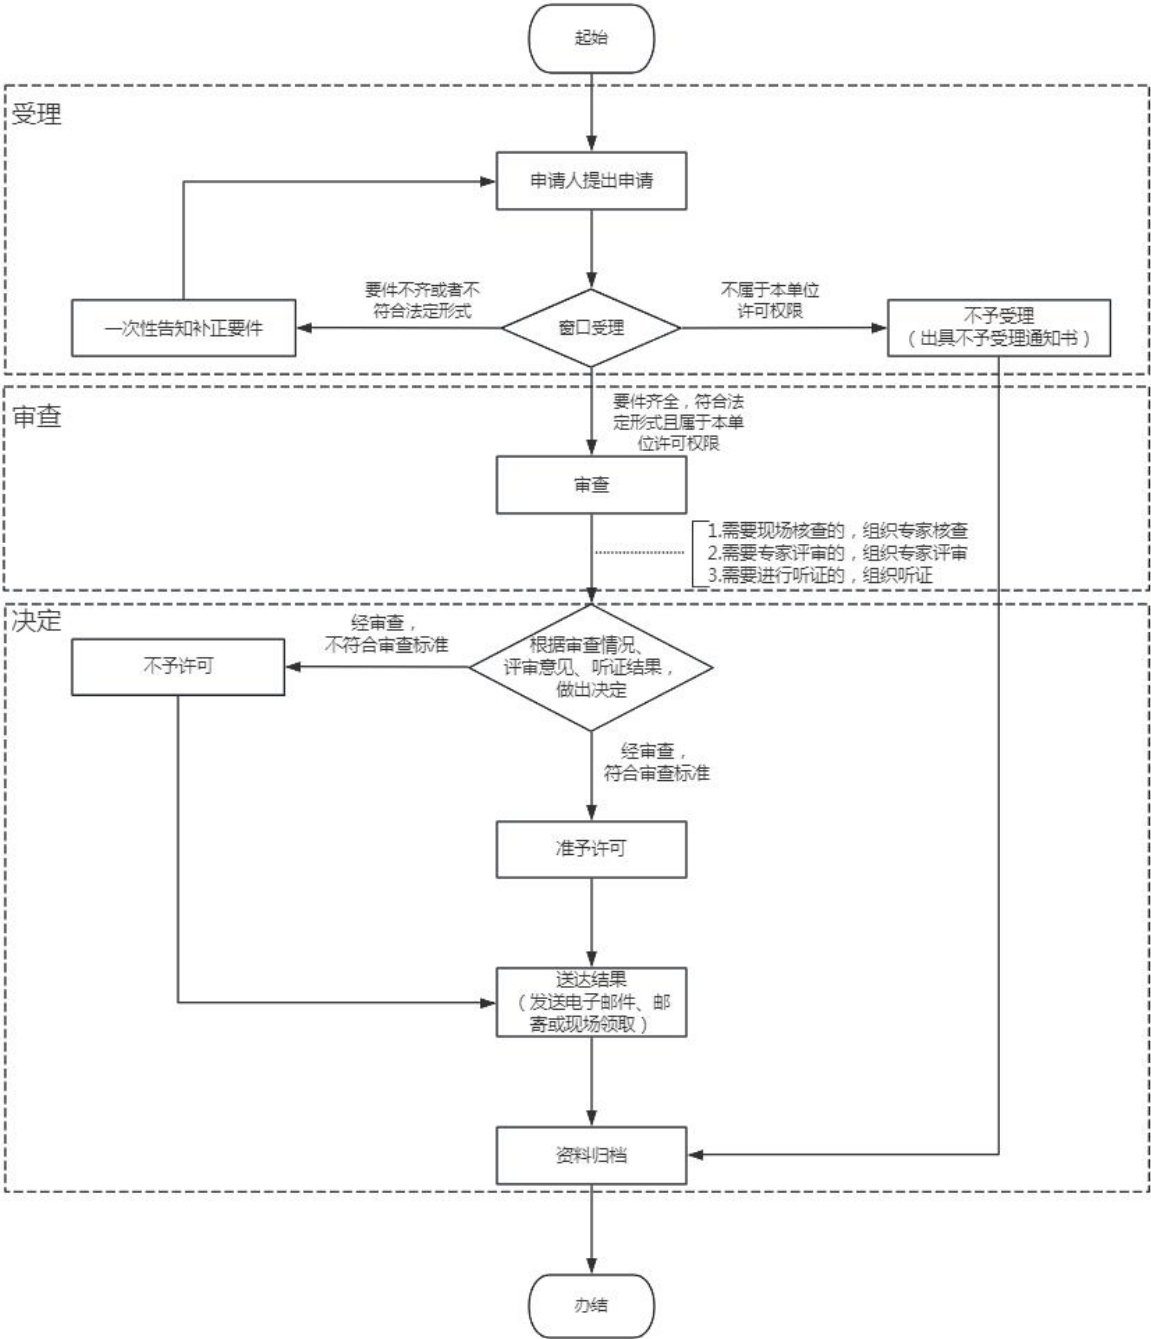 起始
受理
申请人提出申请
要件不齐或者不
符合法定形式
不属于本单位
许可权限
一次性告知补正要件
窗口受理
不予受理
（出具不予受理通知书）
审查
要件齐全，符合法
定形式且属于本单
位许可权限
审查
1.需要现场核查的，组织专家核查
2.需要专家评审的，组织专家评审
3.需要进行听证的，组织听证
决定
经审查，
不符合审查标准
不予许可
根据审查情况、
评审意见、听证结果，
做出决定
经审查，
符合审查标准
准予许可
送达结果
（发送电子邮件、邮
寄或现场领取）
资料归档
办结